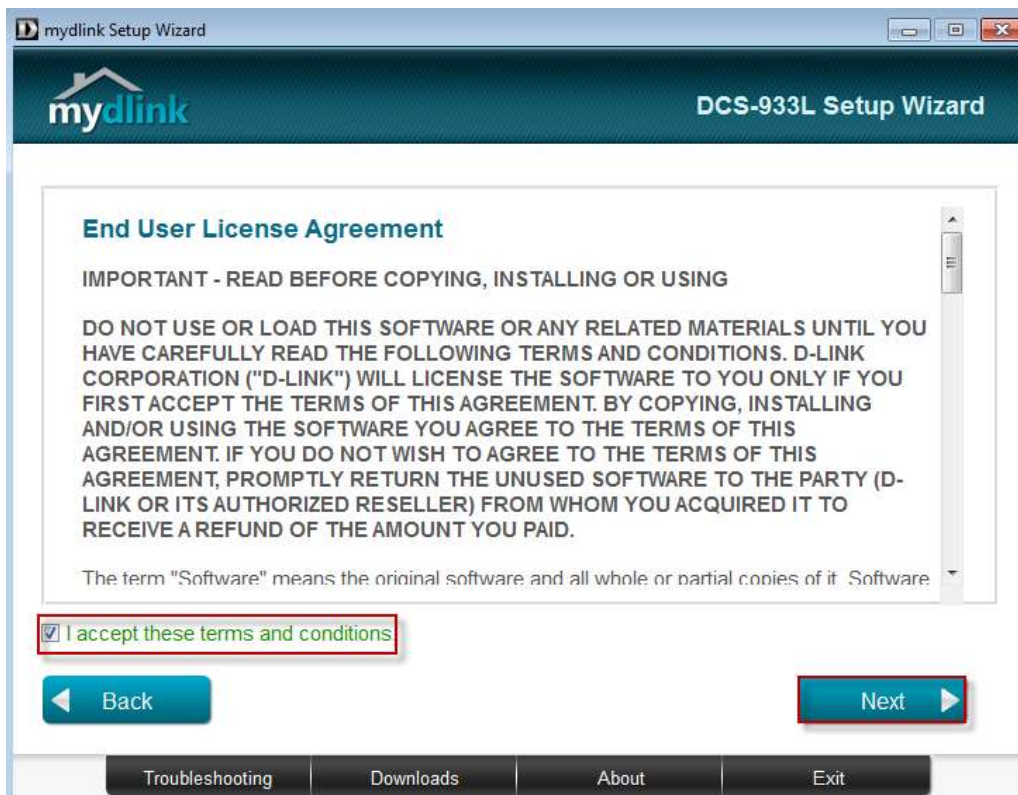 mydlink Setup Wizard
mydlink
DCS-933L Setup Wizard
End User License Agreement
IMPORTANT - READ BEFORE COPYING, INSTALLING OR USING
DO NOT USE OR LOAD THIS SOFTWARE OR ANY RELATED MATERIALS UNTIL YOU
HAVE CAREFULLY READ THE FOLLOWING TERMS AND CONDITIONS. D-LINK
CORPORATION ("D-LINK") WILL LICENSE THE SOFTWARE TO YOU ONLY IF YOU
FIRST ACCEPT THE TERMS OF THIS AGREEMENT. BY COPYING, INSTALLING
AND/OR USING THE SOFTWARE YOU AGREE TO THE TERMS OF THIS
AGREEMENT. IF YOU DO NOT WISH TO AGREE TO THE TERMS OF THIS
AGREEMENT, PROMPTLY RETURN THE UNUSED SOFTWARE TO THE PARTY (D-
LINK OR ITS AUTHORIZED RESELLER) FROM WHOM YOU ACQUIRED IT TO
RECEIVE A REFUND OF THE AMOUNT YOU PAID.
The term "Software" means the original software and all whole or partial copies of it. Software
I accept these terms and conditions.
Back
Next
Troubleshooting
Downloads
About
Exit